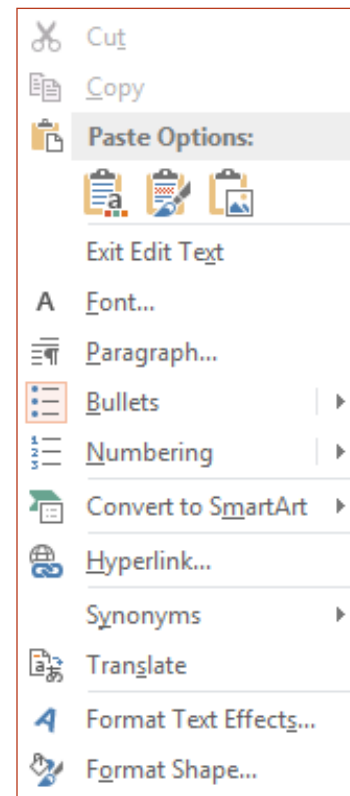 Cut
Copy
Paste Options:
Exit Edit Text
Font...
Paragraph...
Bullets
Numbering
Convert to SmartArt
Hyperlink...
Synonyms
Translate
Format Text Effects...
Format Shape...